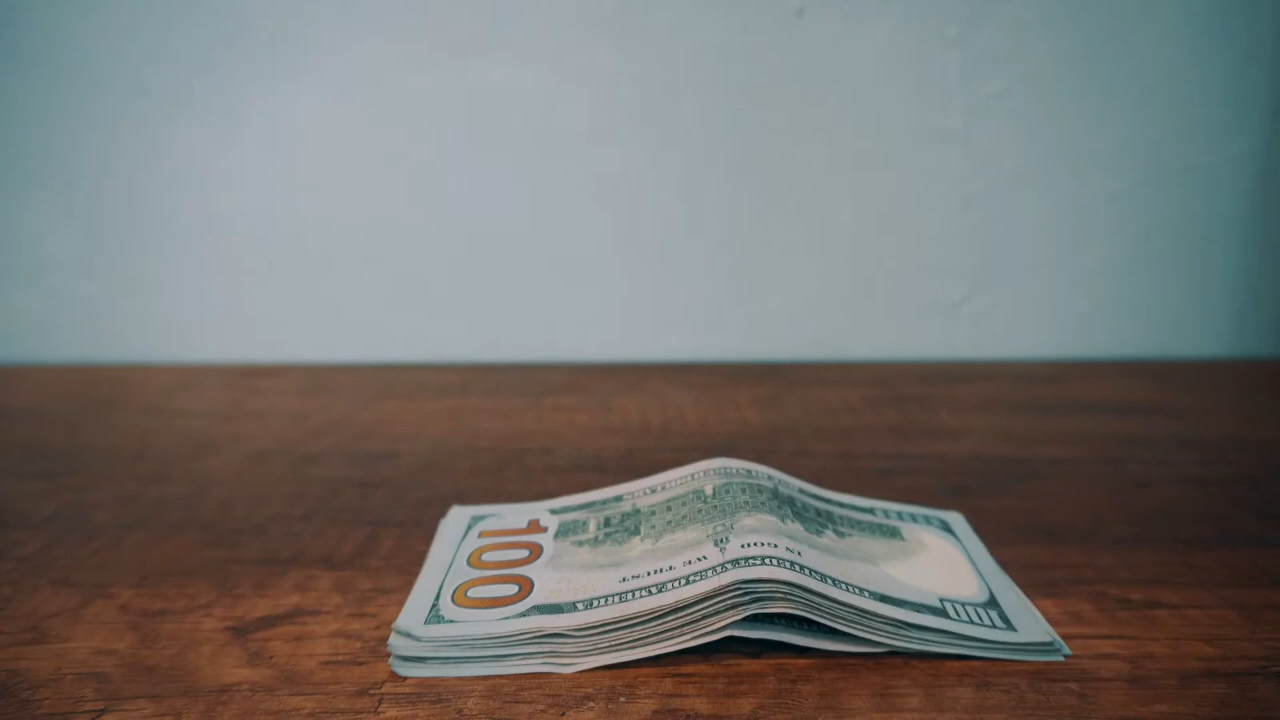 100
IN GOD
WE TRUST
THE UNITED STATES OF AMERICA
100